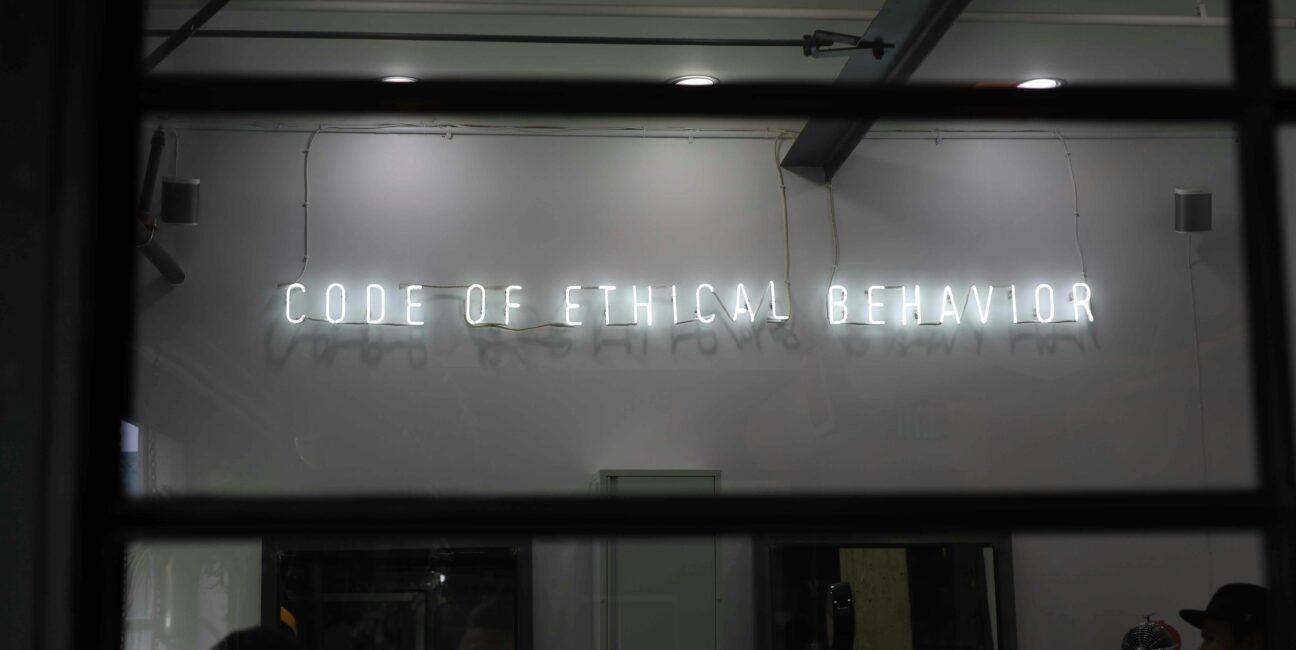 CODE OF ETHICAL BEHAVIOR